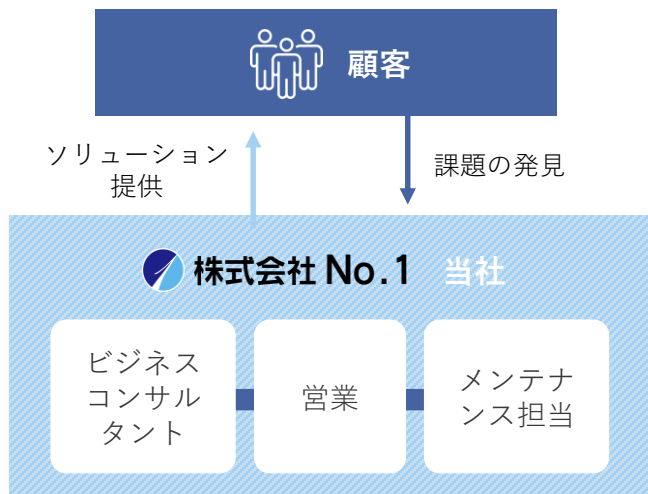 顧客
ソリューション
提供
課題の発見
株式会社 No.1 当社
ビジネス
コンサル
タント
営業
メンテナ
ンス担当